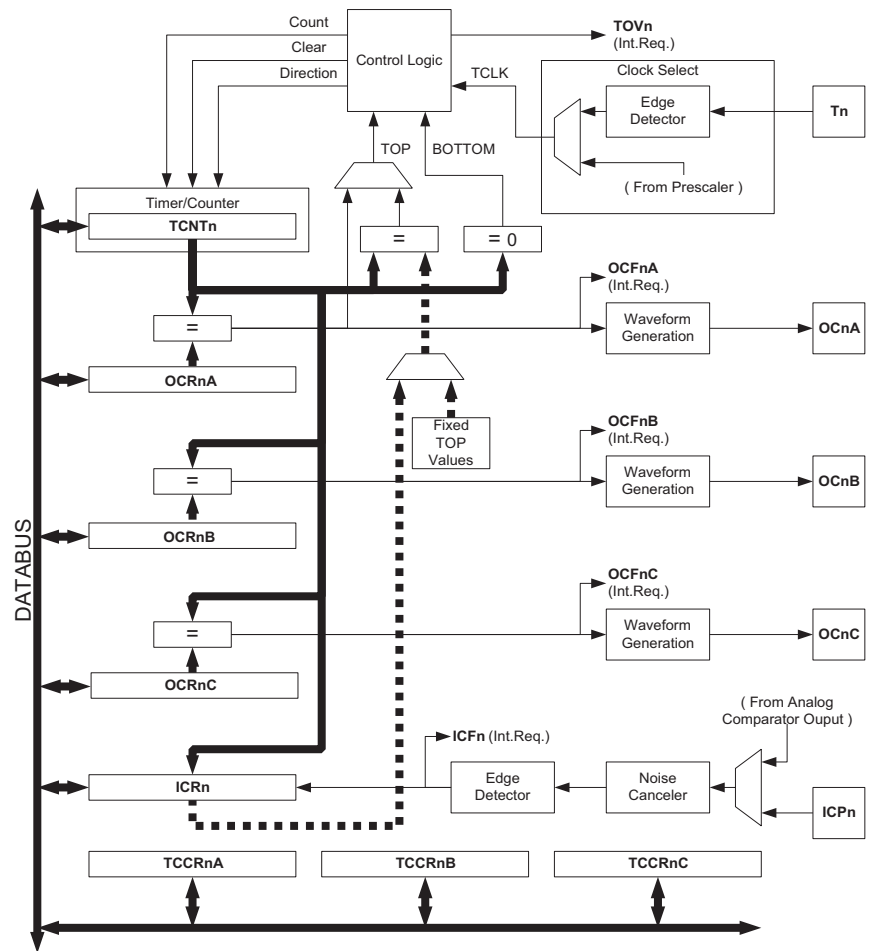 Count
Clear
Direction
Control Logic
TOVn
(Int.Req.)
TCLK
Clock Select
Edge
Detector
Tn
( From Prescaler )
TOP
BOTTOM
Timer/Counter
TCNTn
=
= 0
OCFnA
(Int.Req.)
=
Waveform
Generation
OCnA
OCRnA
Fixed
TOP
Values
OCFnB
(Int.Req.)
=
Waveform
Generation
OCnB
OCRnB
DATABUS
OCFnC
(Int.Req.)
=
Waveform
Generation
OCnC
OCRnC
( From Analog
Comparator Ouput )
ICFn (Int.Req.)
ICRn
Edge
Detector
Noise
Canceler
ICPn
TCCRnA
TCCRnB
TCCRnC